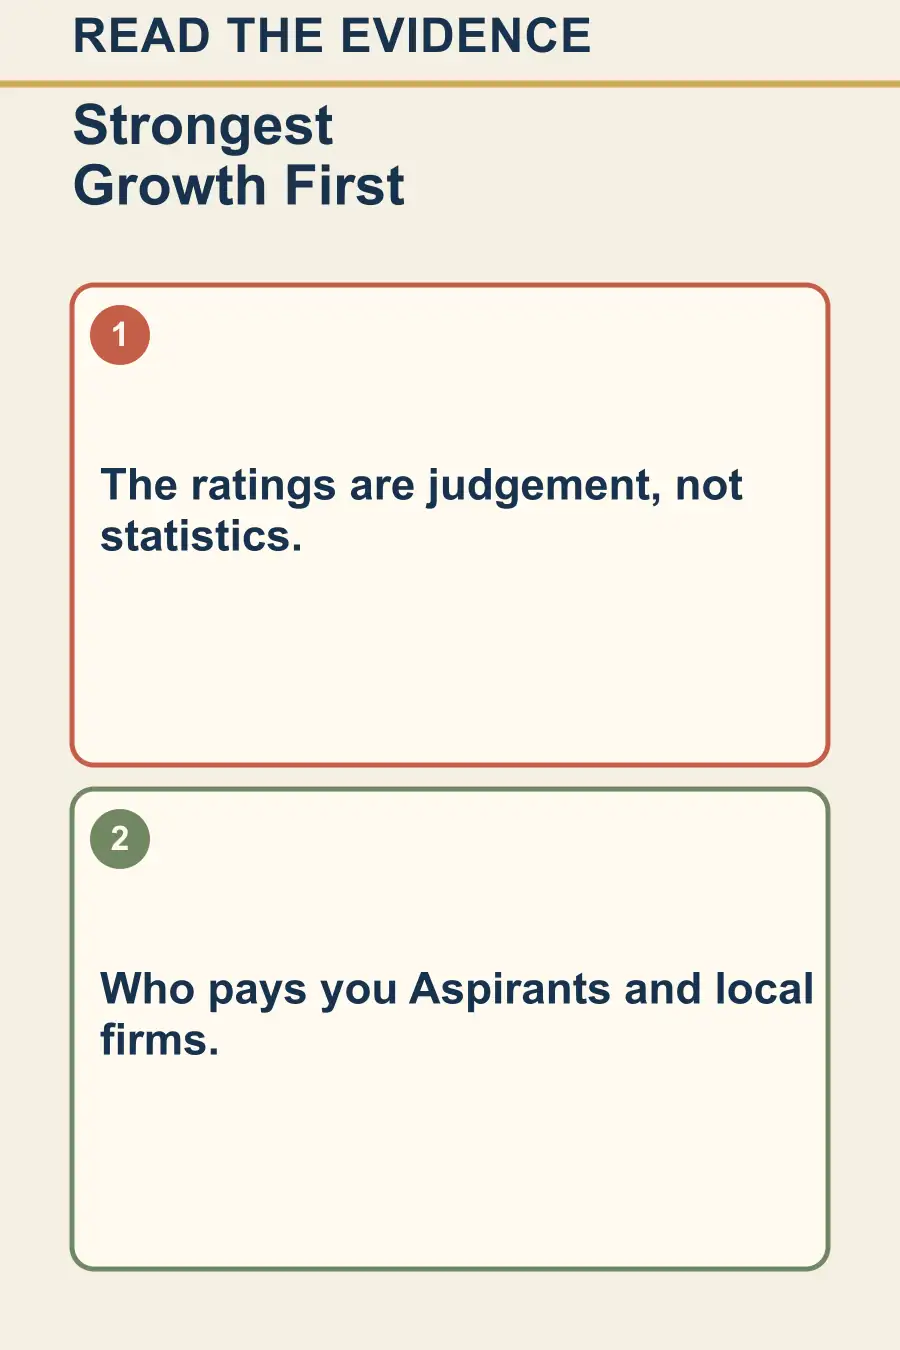 READ THE EVIDENCE
Strongest
Growth First
1
The ratings are judgement, not
statistics.
2
Who pays you Aspirants and local
firms.